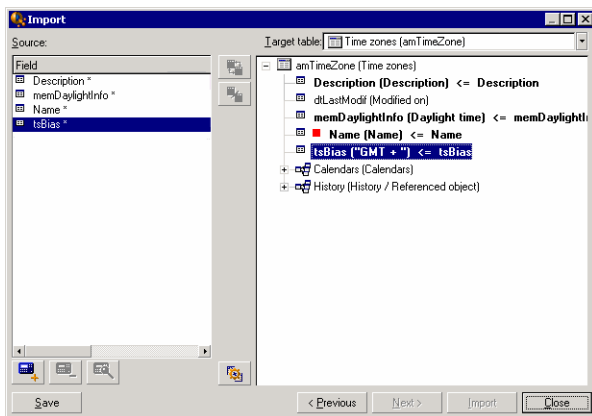 Import
Source:
Target table: Time zones (amTimeZone)
Field
Description *
memDaylightInfo *
Name *
tsBias *
amTimeZone (Time zones)
Description (Description) <= Description
dtLastModif (Modified on)
memDaylightInfo (Daylight time) <= memDaylightI
Name (Name) <= Name
tsBias ("GMT + ") <= tsBias
Calendars (Calendars)
History (History / Referenced object)
Save
< Previous
Next >
Import
Close